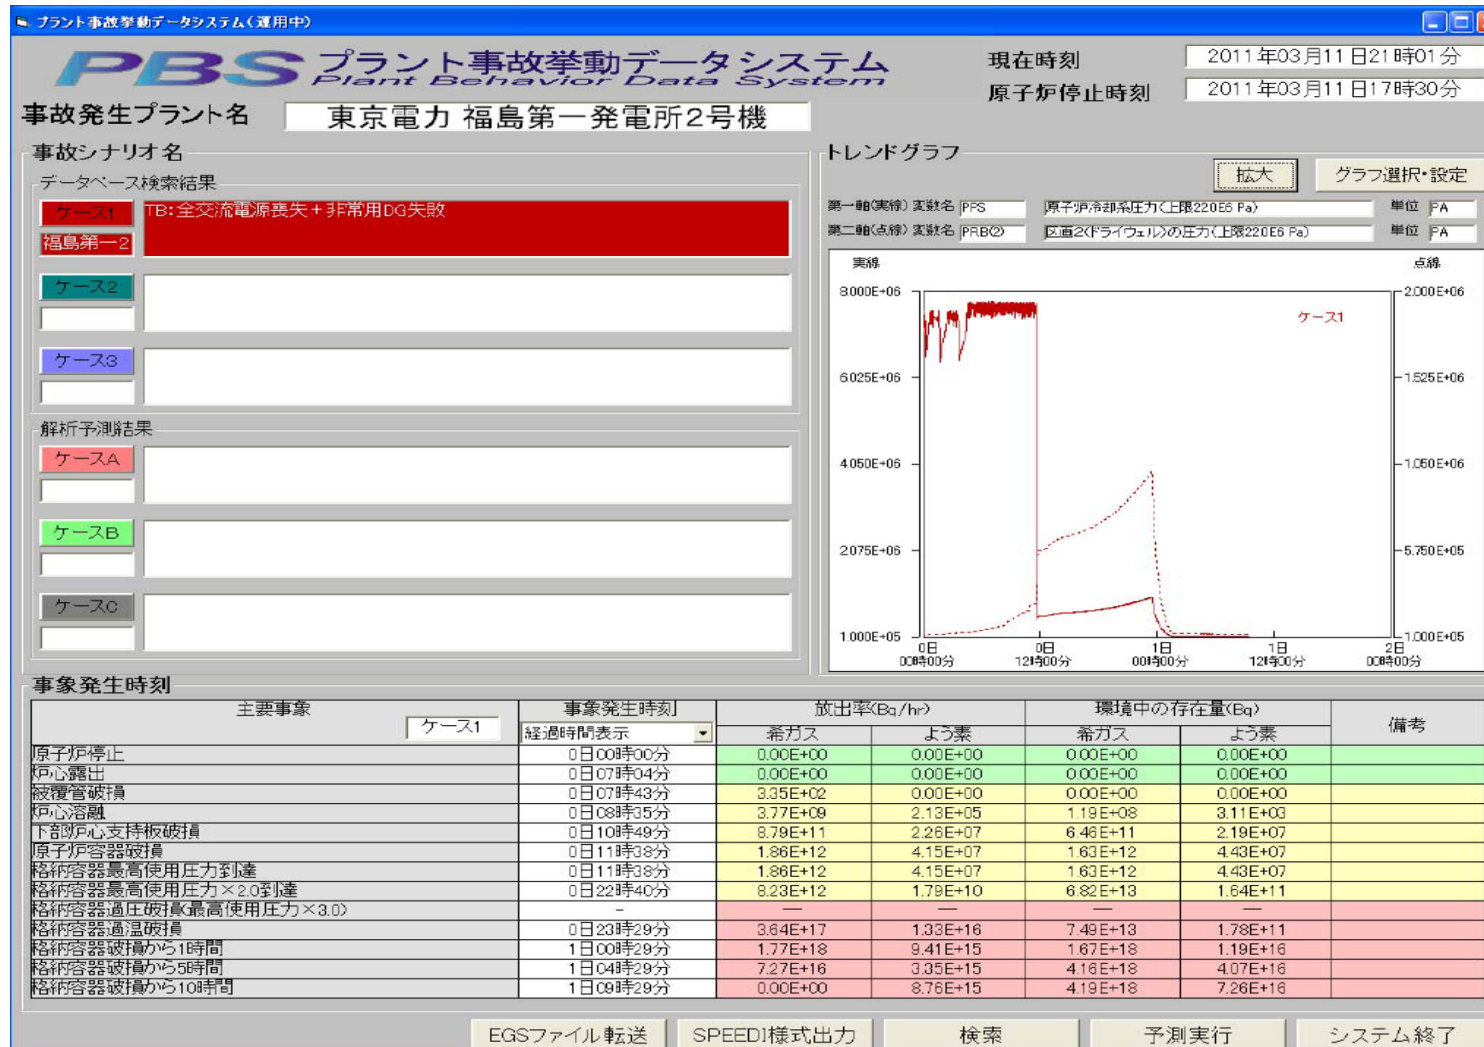 プラント事故挙動データシステム(運用中)
PBS プラント事故挙動データシステム
Plant Behavior Data System
現在時刻 2011年03月11日21時01分
原子炉停止時刻 2011年03月11日17時30分
事故発生プラント名 東京電力 福島第一発電所2号機
事故シナリオ名
データベース検索結果
ケース1 TB:全交流電源喪失+非常用DG失敗
福島第一2
ケース2
ケース3
解析予測結果
ケースA
ケースB
ケースC
トレンドグラフ
拡大 グラフ選択・設定
第一軸(実線) 変数名 PPS 原子炉冷却系圧力(上限220E6 Pa) 単位 PA
第二軸(点線) 変数名 PRB(2) 区画2(ドライウェル)の圧力(上限220E6 Pa) 単位 PA
実線 点線
8.000E+06 2.000E+06
ケース1
6.025E+06 1.525E+06
4.050E+06 1.050E+06
2.075E+06 5.750E+05
1.000E+05 1.000E+05
0日 0日 1日 1日 2日
00時00分 12時00分 00時00分 12時00分 00時00分
事象発生時刻
主要事象 ケース1 事象発生時刻 放出率(Bq/hr) 環境中の存在量(Bq) 備考
経過時間表示 希ガス よう素 希ガス よう素
原子炉停止 0日00時00分 0.00E+00 0.00E+00 0.00E+00 0.00E+00
炉心露出 0日07時04分 0.00E+00 0.00E+00 0.00E+00 0.00E+00
被覆管破損 0日07時43分 3.35E+02 0.00E+00 0.00E+00 0.00E+00
炉心溶融 0日08時35分 3.77E+09 2.13E+05 1.19E+08 3.11E+03
下部炉心支持板破損 0日10時49分 8.79E+11 2.26E+07 6.46E+11 2.19E+07
原子炉容器破損 0日11時38分 1.86E+12 4.15E+07 1.63E+12 4.43E+07
格納容器最高使用圧力到達 0日11時38分 1.86E+12 4.15E+07 1.63E+12 4.43E+07
格納容器最高使用圧力×2.0到達 0日22時40分 8.23E+12 1.79E+10 6.82E+13 1.64E+11
格納容器過圧破損(最高使用圧力×3.0) - — — — —
格納容器過温破損 0日23時29分 3.64E+17 1.33E+16 7.49E+13 1.78E+11
格納容器破損から1時間 1日00時29分 1.77E+18 9.41E+15 1.67E+18 1.19E+16
格納容器破損から5時間 1日04時29分 7.27E+16 3.35E+15 4.16E+18 4.07E+16
格納容器破損から10時間 1日09時29分 0.00E+00 8.76E+15 4.19E+18 7.26E+16
EGSファイル転送 SPEEDI様式出力 検索 予測実行 システム終了